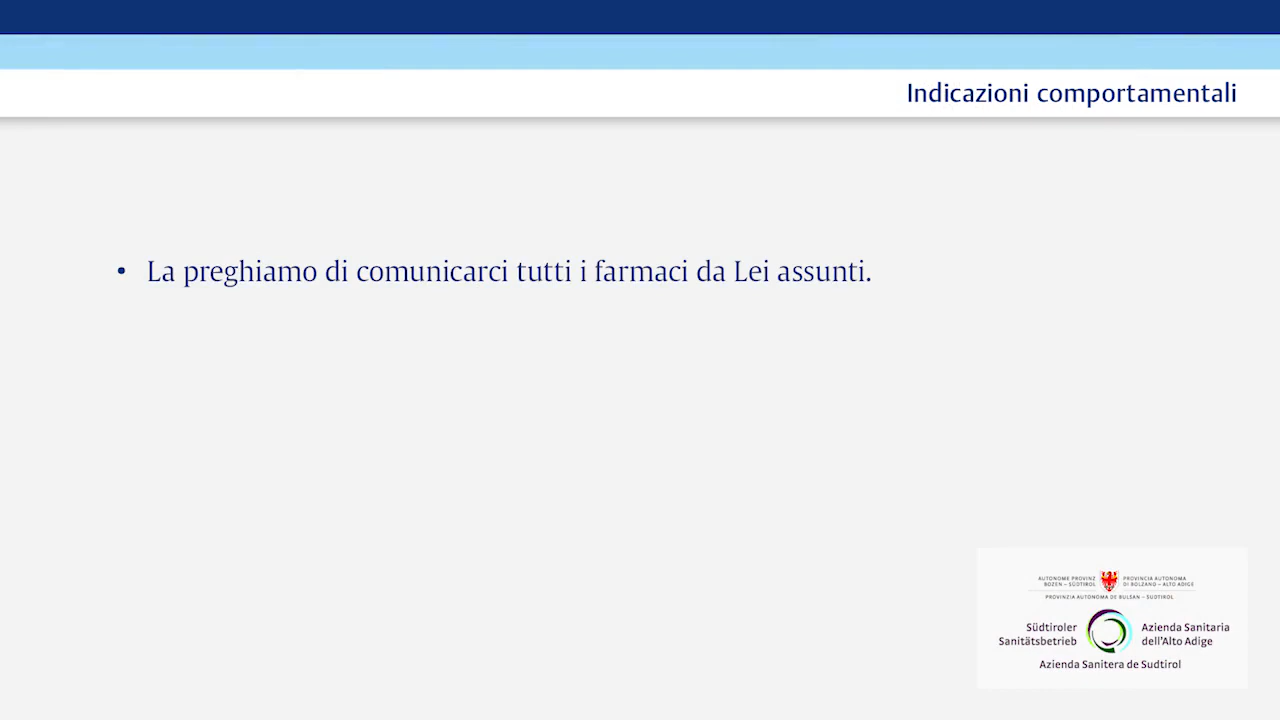 Indicazioni comportamentali
• La preghiamo di comunicarci tutti i farmaci da Lei assunti.
AUTONOME PROVINZ
BOZEN – SÜDTIROL
PROVINCIA AUTONOMA
DI BOLZANO – ALTO ADIGE
PROVINZIA AUTONOMA DE BULSAN – SUDTIROL
Südtiroler
Sanitätsbetrieb
Azienda Sanitaria
dell'Alto Adige
Azienda Sanitera de Sudtirol